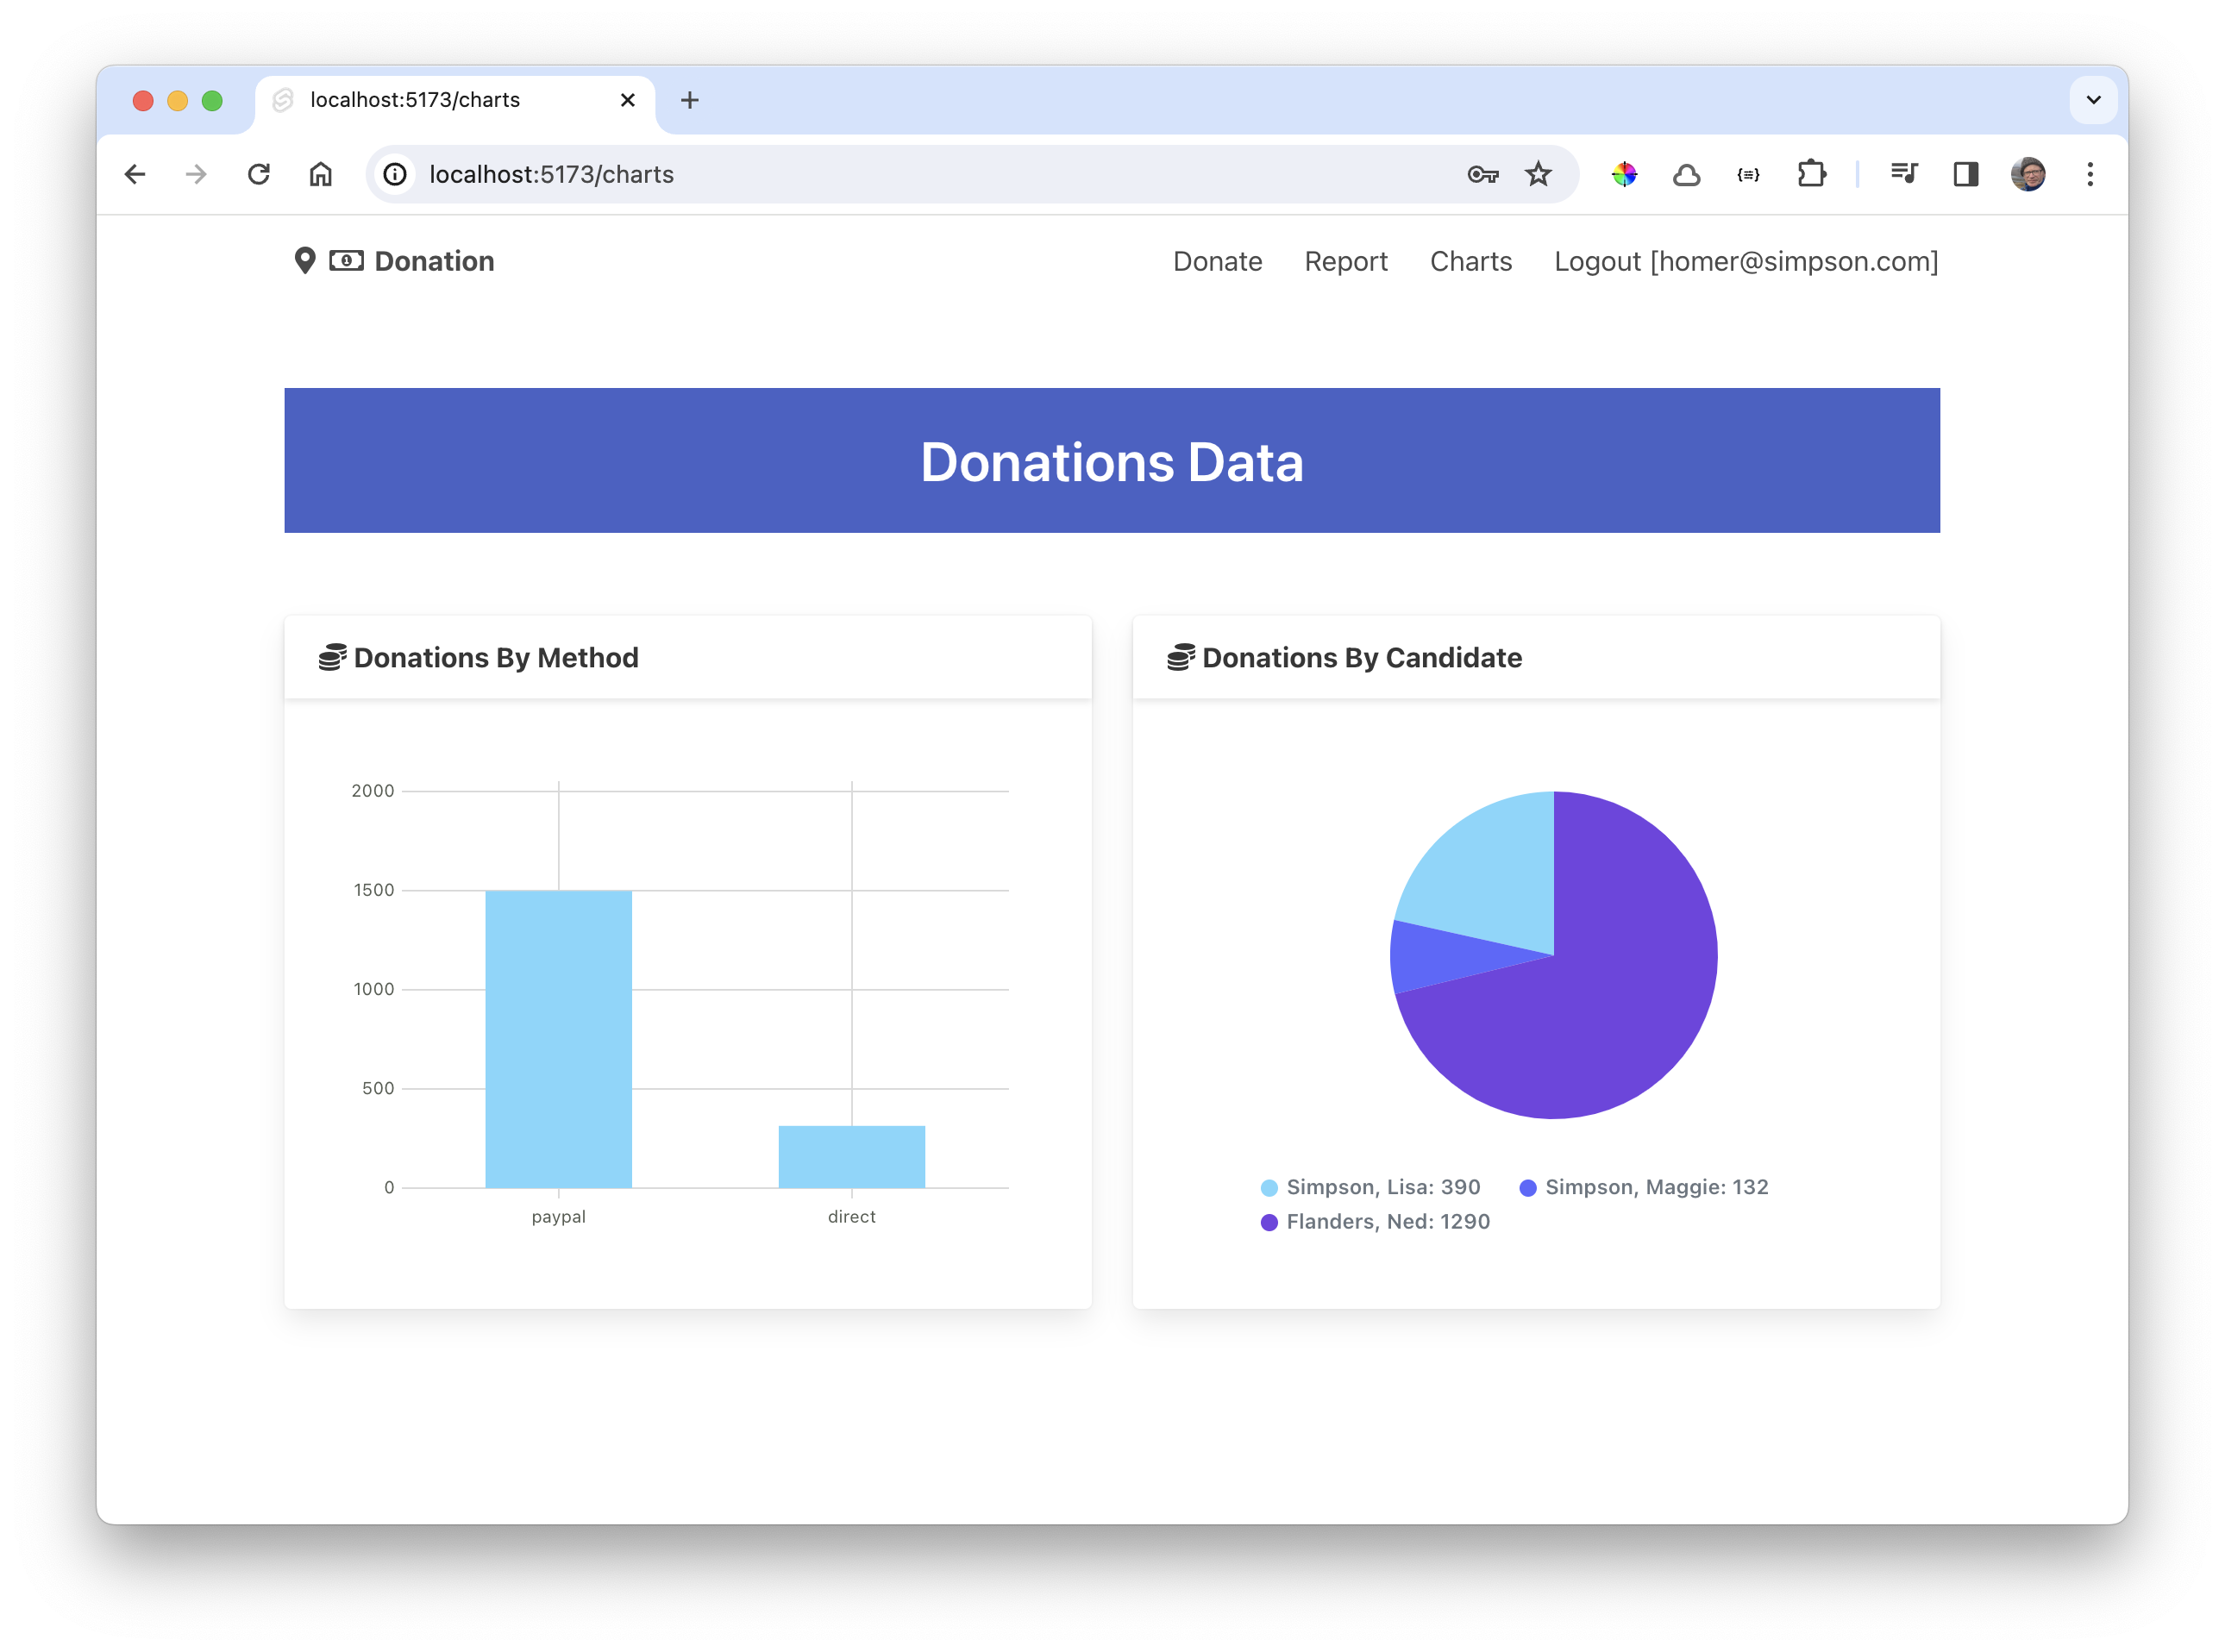 localhost:5173/charts
localhost:5173/charts
Donation
Donate Report Charts Logout [homer@simpson.com]
Donations Data
Donations By Method
2000
1500
1000
500
0
paypal direct
Donations By Candidate
Simpson, Lisa: 390 Simpson, Maggie: 132
Flanders, Ned: 1290